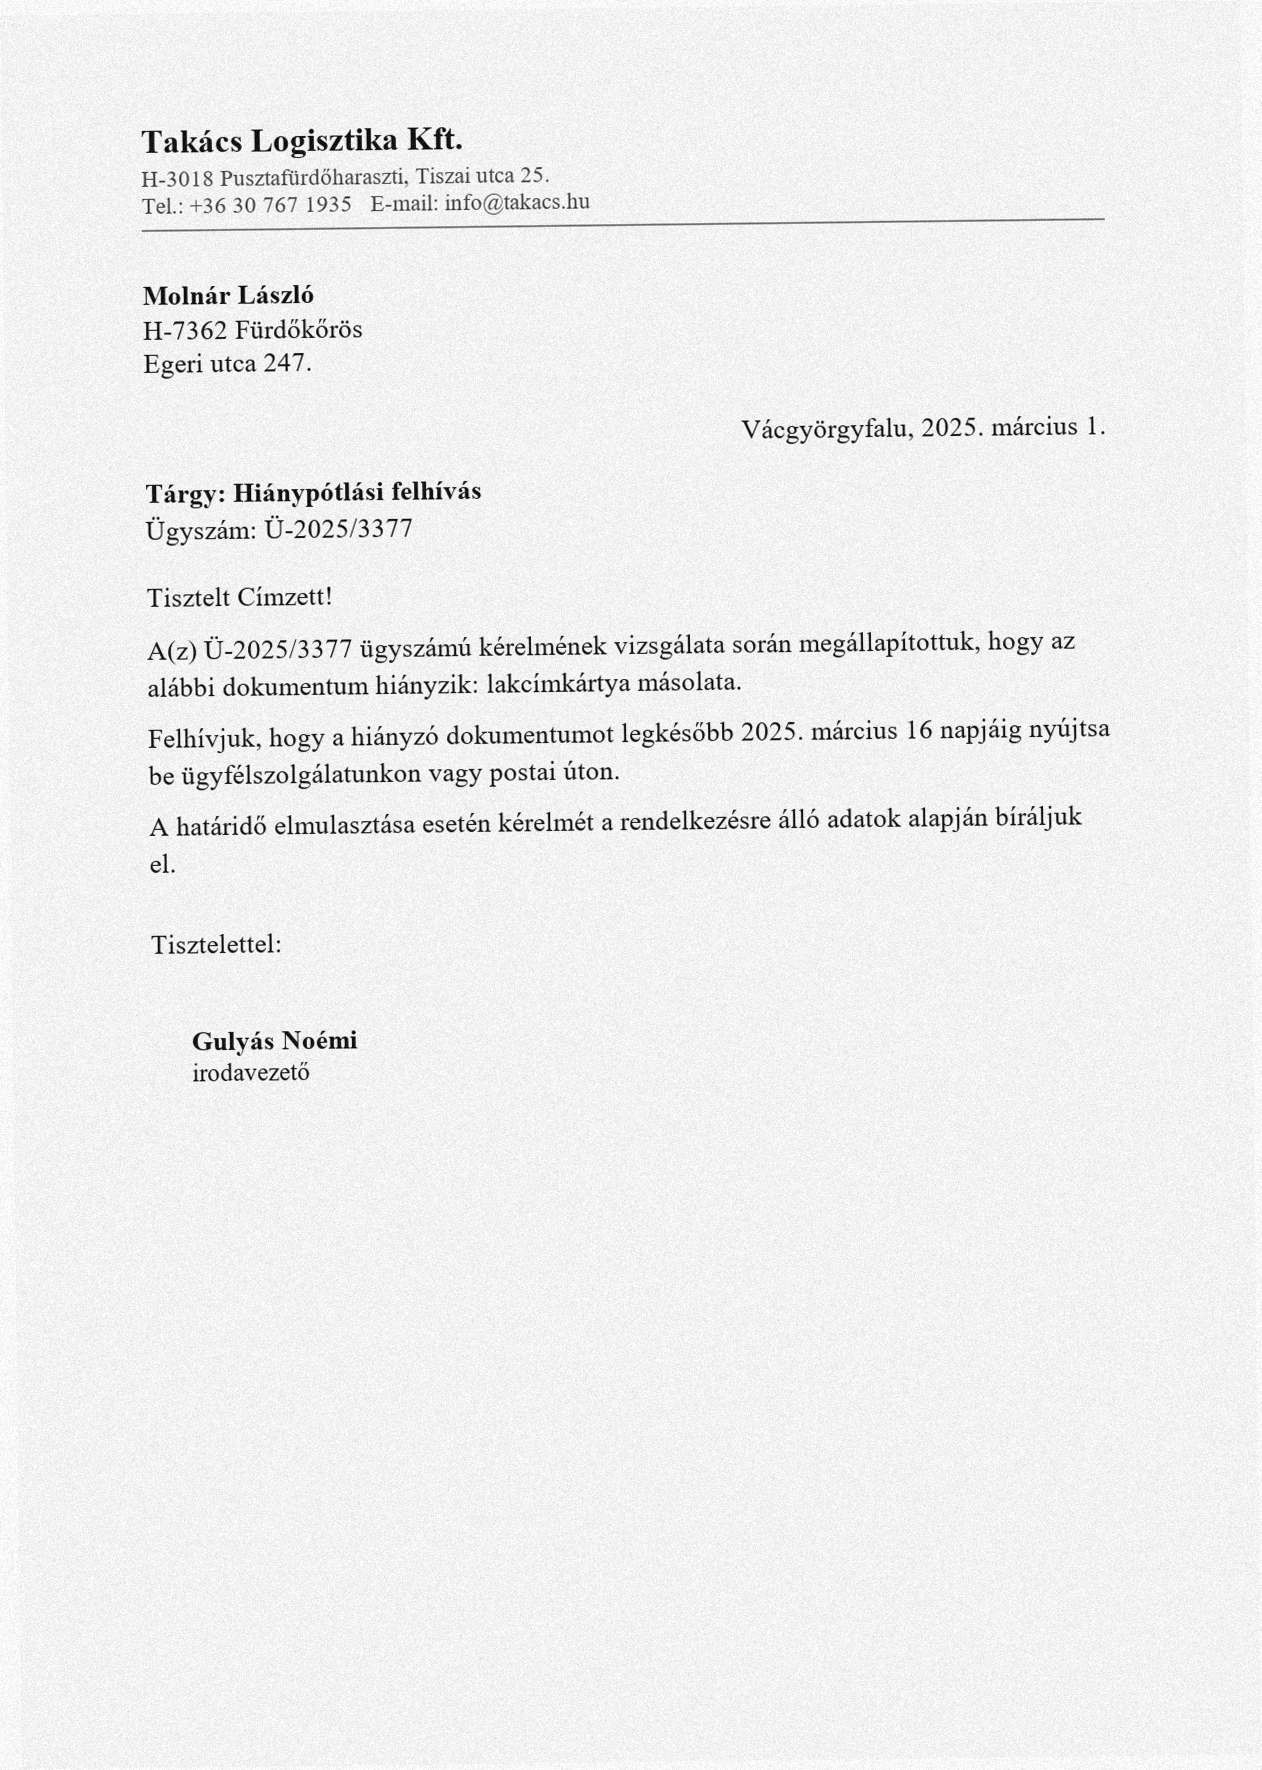 Takács Logisztika Kft.
H-3018 Pusztafürdőharaszti, Tiszai utca 25.
Tel.: +36 30 767 1935   E-mail: info@takacs.hu
Molnár László
H-7362 Fürdőkőrös
Egeri utca 247.
Vácgyörgyfalu, 2025. március 1.
Tárgy: Hiánypótlási felhívás
Ügyszám: Ü-2025/3377
Tisztelt Címzett!
A(z) Ü-2025/3377 ügyszámú kérelmének vizsgálata során megállapítottuk, hogy az
alábbi dokumentum hiányzik: lakcímkártya másolata.
Felhívjuk, hogy a hiányzó dokumentumot legkésőbb 2025. március 16 napjáig nyújtsa
be ügyfélszolgálatunkon vagy postai úton.
A határidő elmulasztása esetén kérelmét a rendelkezésre álló adatok alapján bíráljuk
el.
Tisztelettel:
Gulyás Noémi
irodavezető